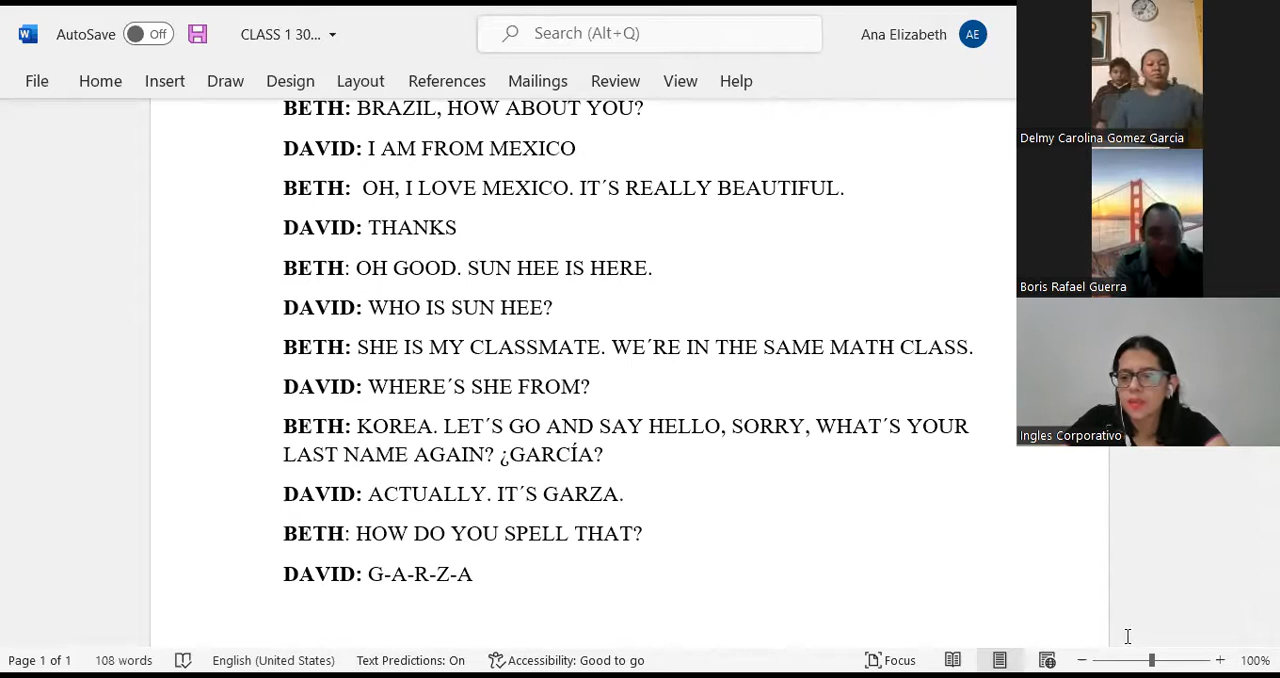 AutoSave Off CLASS 1 30... Search (Alt+Q) Ana Elizabeth AE
File Home Insert Draw Design Layout References Mailings Review View Help
BETH: BRAZIL, HOW ABOUT YOU?
DAVID: I AM FROM MEXICO
BETH: OH, I LOVE MEXICO. IT´S REALLY BEAUTIFUL.
DAVID: THANKS
BETH: OH GOOD. SUN HEE IS HERE.
DAVID: WHO IS SUN HEE?
BETH: SHE IS MY CLASSMATE. WE´RE IN THE SAME MATH CLASS.
DAVID: WHERE´S SHE FROM?
BETH: KOREA. LET´S GO AND SAY HELLO, SORRY, WHAT´S YOUR
LAST NAME AGAIN? ¿GARCÍA?
DAVID: ACTUALLY. IT´S GARZA.
BETH: HOW DO YOU SPELL THAT?
DAVID: G-A-R-Z-A
Delmy Carolina Gomez Garcia
Boris Rafael Guerra
Ingles Corporativo
Page 1 of 1 108 words English (United States) Text Predictions: On Accessibility: Good to go Focus 100%